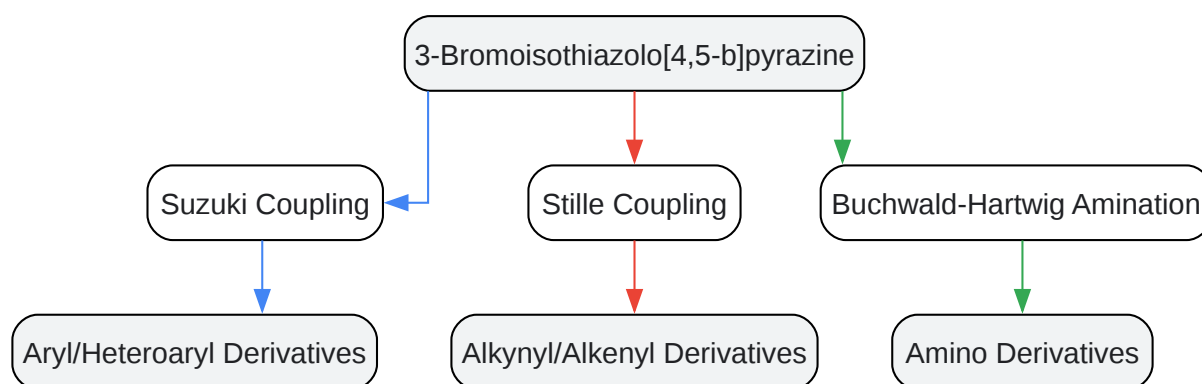 3-Bromoisothiazolo[4,5-b]pyrazine
Suzuki Coupling
Stille Coupling
Buchwald-Hartwig Amination
Aryl/Heteroaryl Derivatives
Alkynyl/Alkenyl Derivatives
Amino Derivatives